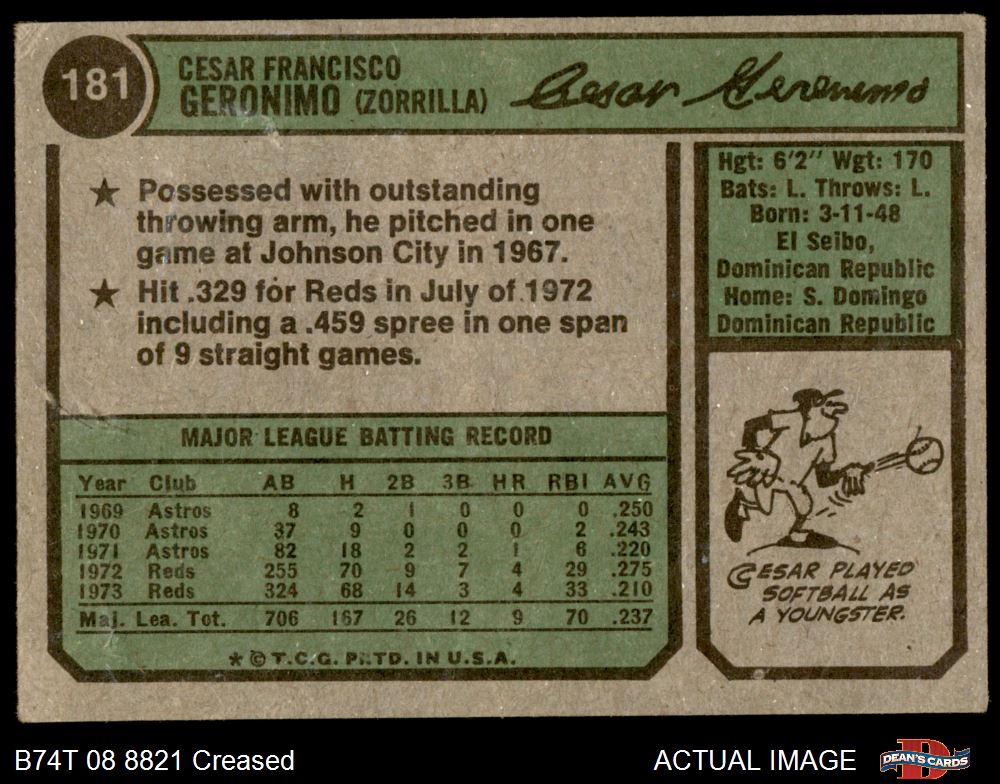 181
CESAR FRANCISCO
GERONIMO (ZORRILLA)
Cesar Geronimo
★ Possessed with outstanding
throwing arm, he pitched in one
game at Johnson City in 1967.
★ Hit .329 for Reds in July of 1972
including a .459 spree in one span
of 9 straight games.
Hgt: 6'2" Wgt: 170
Bats: L. Throws: L.
Born: 3-11-48
El Seibo,
Dominican Republic
Home: S. Domingo
Dominican Republic
MAJOR LEAGUE BATTING RECORD
Year Club AB H 2B 3B HR RBI AVG
1969 Astros 8 2 1 0 0 0 .250
1970 Astros 37 9 0 0 0 2 .243
1971 Astros 82 18 2 2 1 6 .220
1972 Reds 255 70 9 7 4 29 .275
1973 Reds 324 68 14 3 4 33 .210
Maj. Lea. Tot. 706 167 26 12 9 70 .237
* © T.C.G. PRTD. IN U.S.A.
CESAR PLAYED
SOFTBALL AS
A YOUNGSTER.
B74T 08 8821 Creased
ACTUAL IMAGE
D
DEAN'S CARDS